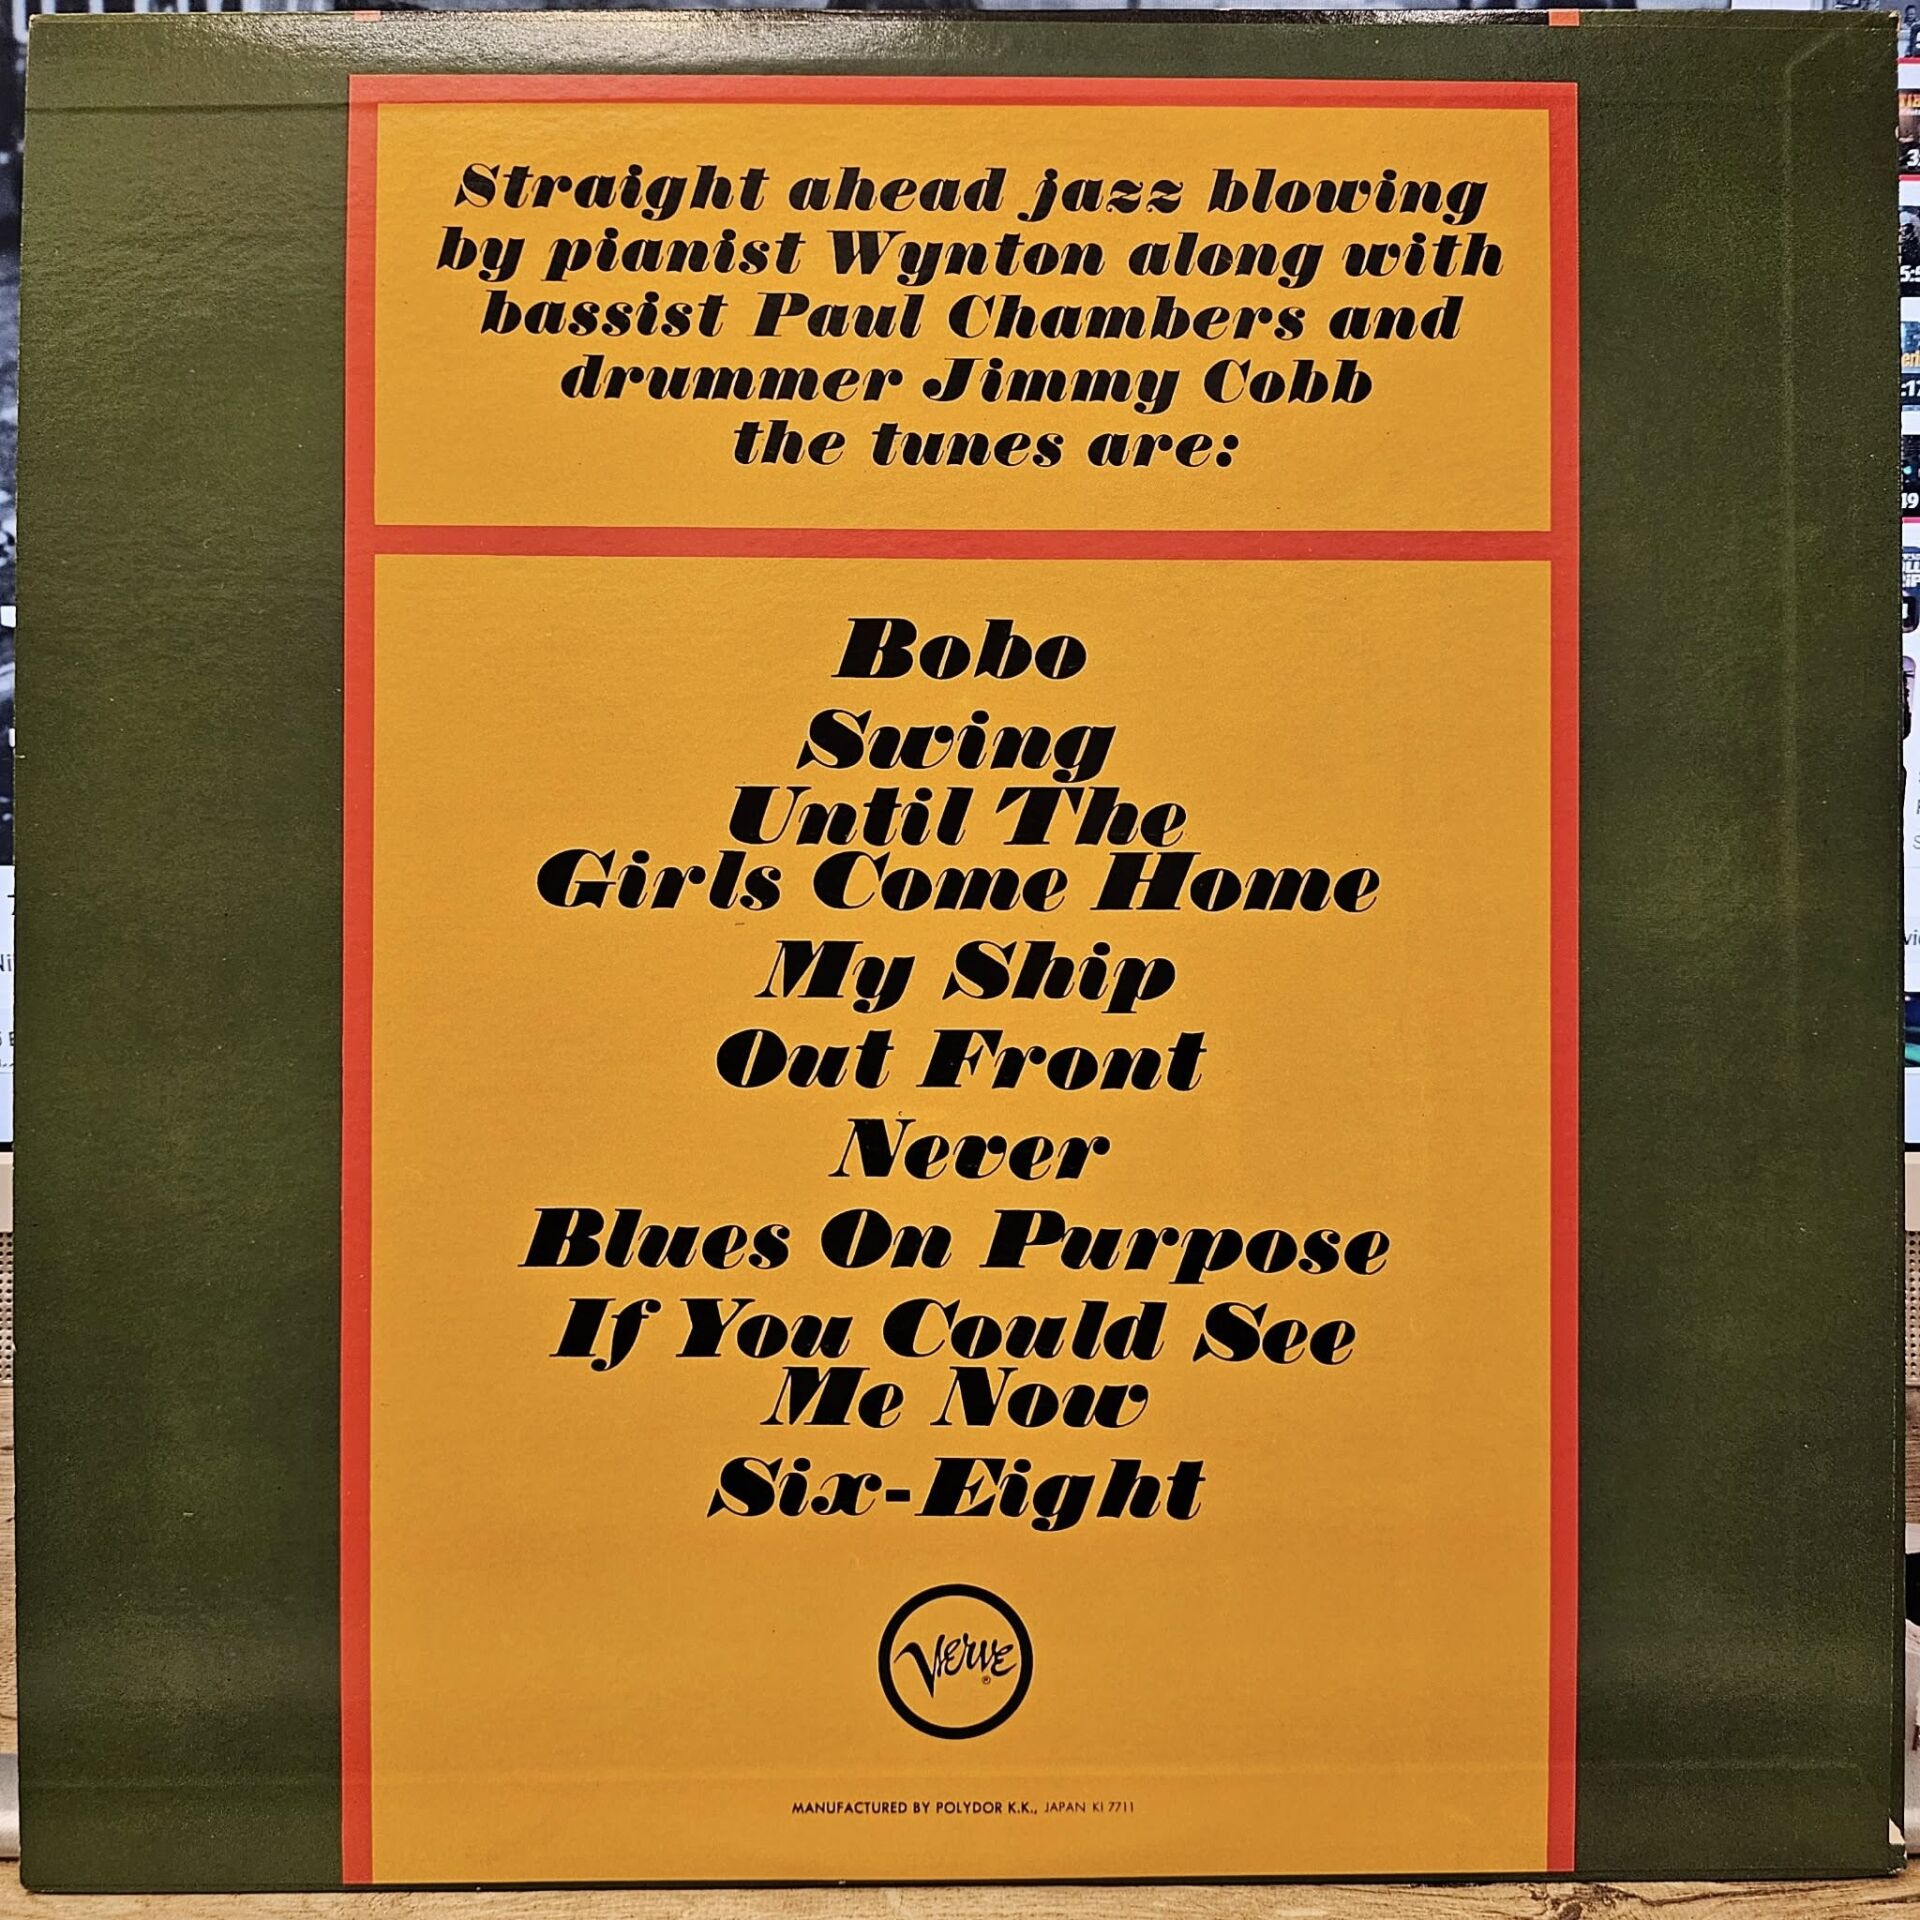 Straight ahead jazz blowing
by pianist Wynton along with
bassist Paul Chambers and
drummer Jimmy Cobb
the tunes are:
Bobo
Swing
Until The
Girls Come Home
My Ship
Out Front
Never
Blues On Purpose
If You Could See
Me Now
Six-Eight
Verve
®
MANUFACTURED BY POLYDOR K.K., JAPAN KI 7711